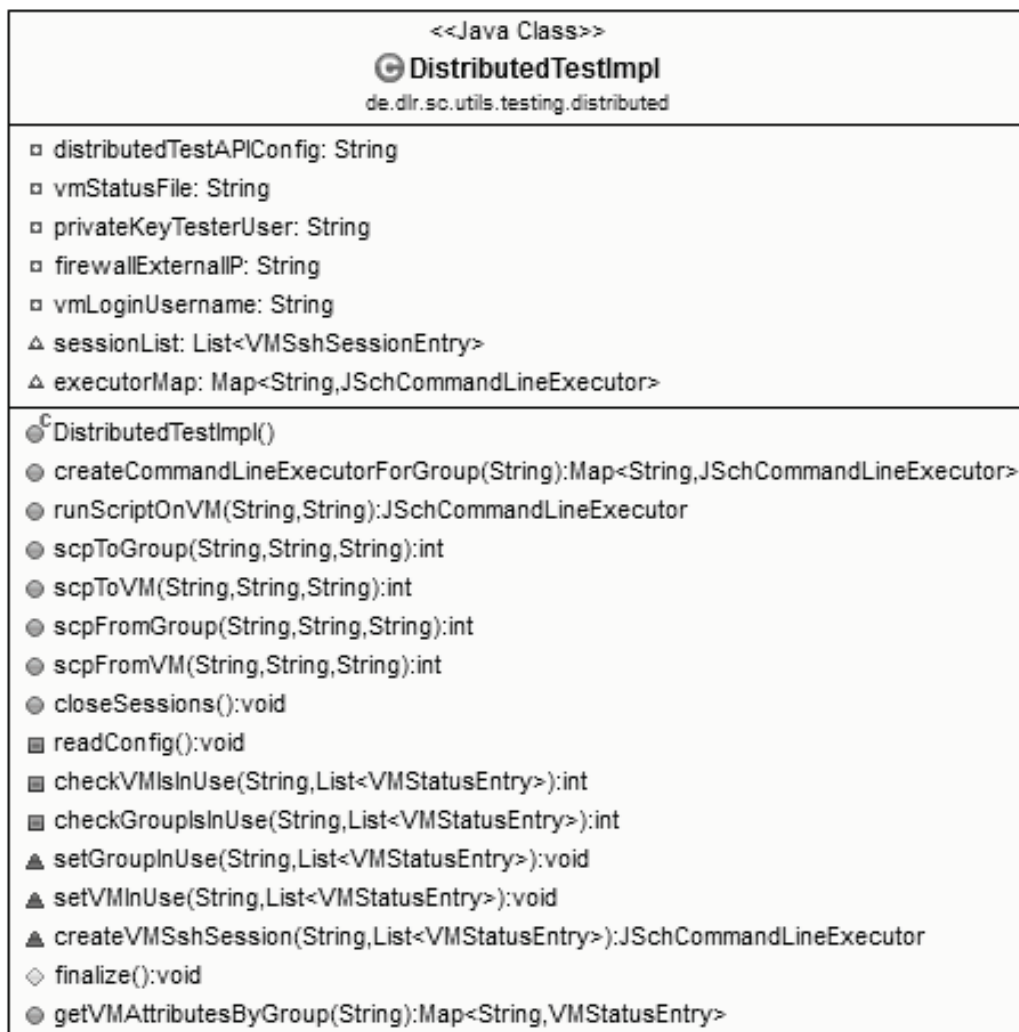 <<Java Class>>
DistributedTestImpl
de.dlr.sc.utils.testing.distributed
distributedTestAPIConfig: String
vmStatusFile: String
privateKeyTesterUser: String
firewallExternalIP: String
vmLoginUsername: String
sessionList: List<VMSshSessionEntry>
executorMap: Map<String,JSchCommandLineExecutor>
DistributedTestImpl()
createCommandLineExecutorForGroup(String):Map<String,JSchCommandLineExecutor>
runScriptOnVM(String,String):JSchCommandLineExecutor
scpToGroup(String,String,String):int
scpToVM(String,String,String):int
scpFromGroup(String,String,String):int
scpFromVM(String,String,String):int
closeSessions():void
readConfig():void
checkVMIsInUse(String,List<VMStatusEntry>):int
checkGroupIsInUse(String,List<VMStatusEntry>):int
setGroupInUse(String,List<VMStatusEntry>):void
setVMInUse(String,List<VMStatusEntry>):void
createVMSshSession(String,List<VMStatusEntry>):JSchCommandLineExecutor
finalize():void
getVMAttributesByGroup(String):Map<String,VMStatusEntry>